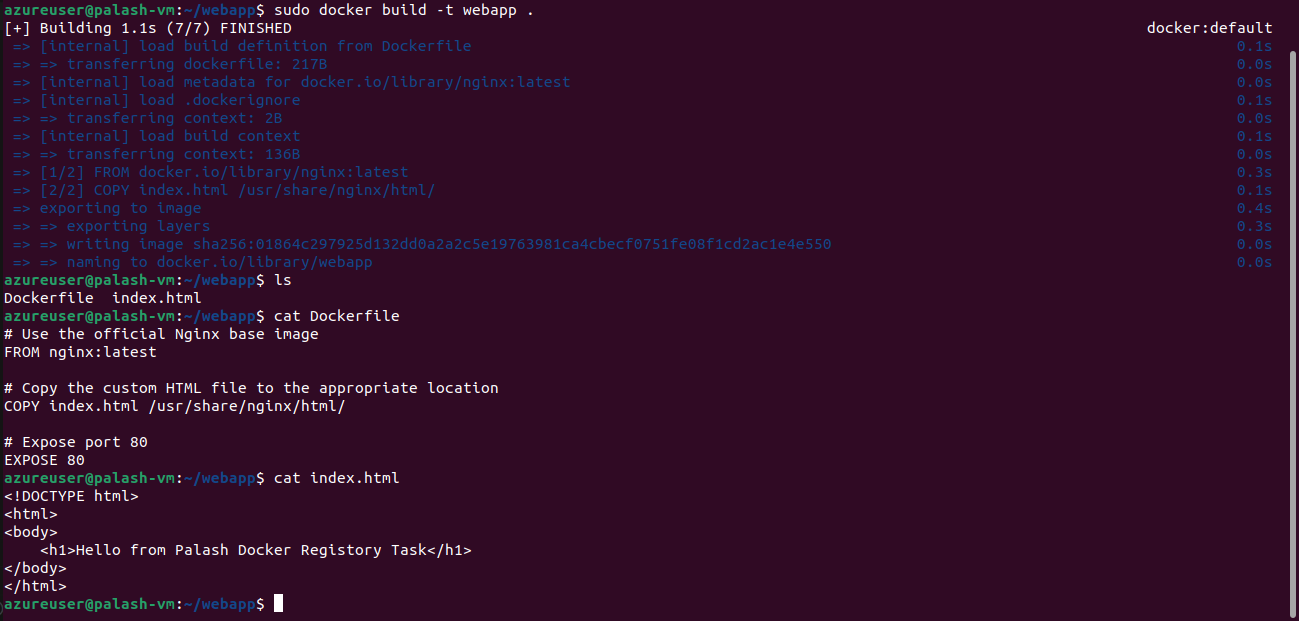 azureuser@palash-vm:~/webapp$ sudo docker build -t webapp .
[+] Building 1.1s (7/7) FINISHED docker:default
=> [internal] load build definition from Dockerfile 0.1s
=> => transferring dockerfile: 217B 0.0s
=> [internal] load metadata for docker.io/library/nginx:latest 0.0s
=> [internal] load .dockerignore 0.1s
=> => transferring context: 2B 0.0s
=> [internal] load build context 0.1s
=> => transferring context: 136B 0.0s
=> [1/2] FROM docker.io/library/nginx:latest 0.3s
=> [2/2] COPY index.html /usr/share/nginx/html/ 0.1s
=> exporting to image 0.4s
=> => exporting layers 0.3s
=> => writing image sha256:01864c297925d132dd0a2a2c5e19763981ca4cbecf0751fe08f1cd2ac1e4e550 0.0s
=> => naming to docker.io/library/webapp 0.0s
azureuser@palash-vm:~/webapp$ ls
Dockerfile  index.html
azureuser@palash-vm:~/webapp$ cat Dockerfile
# Use the official Nginx base image
FROM nginx:latest

# Copy the custom HTML file to the appropriate location
COPY index.html /usr/share/nginx/html/

# Expose port 80
EXPOSE 80
azureuser@palash-vm:~/webapp$ cat index.html
<!DOCTYPE html>
<html>
<body>
    <h1>Hello from Palash Docker Registory Task</h1>
</body>
</html>
azureuser@palash-vm:~/webapp$